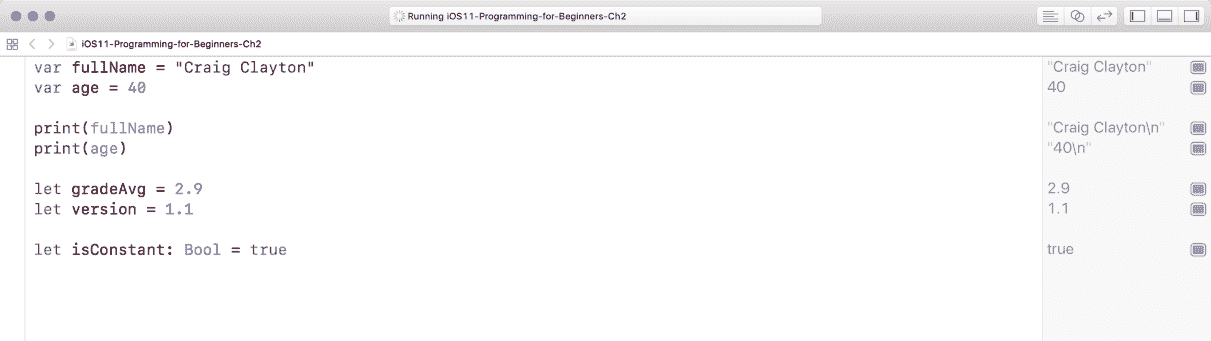 Running iOS11-Programming-for-Beginners-Ch2
iOS11-Programming-for-Beginners-Ch2
var fullName = "Craig Clayton" "Craig Clayton"
var age = 40 40
print(fullName) "Craig Clayton\n"
print(age) "40\n"
let gradeAvg = 2.9 2.9
let version = 1.1 1.1
let isConstant: Bool = true true